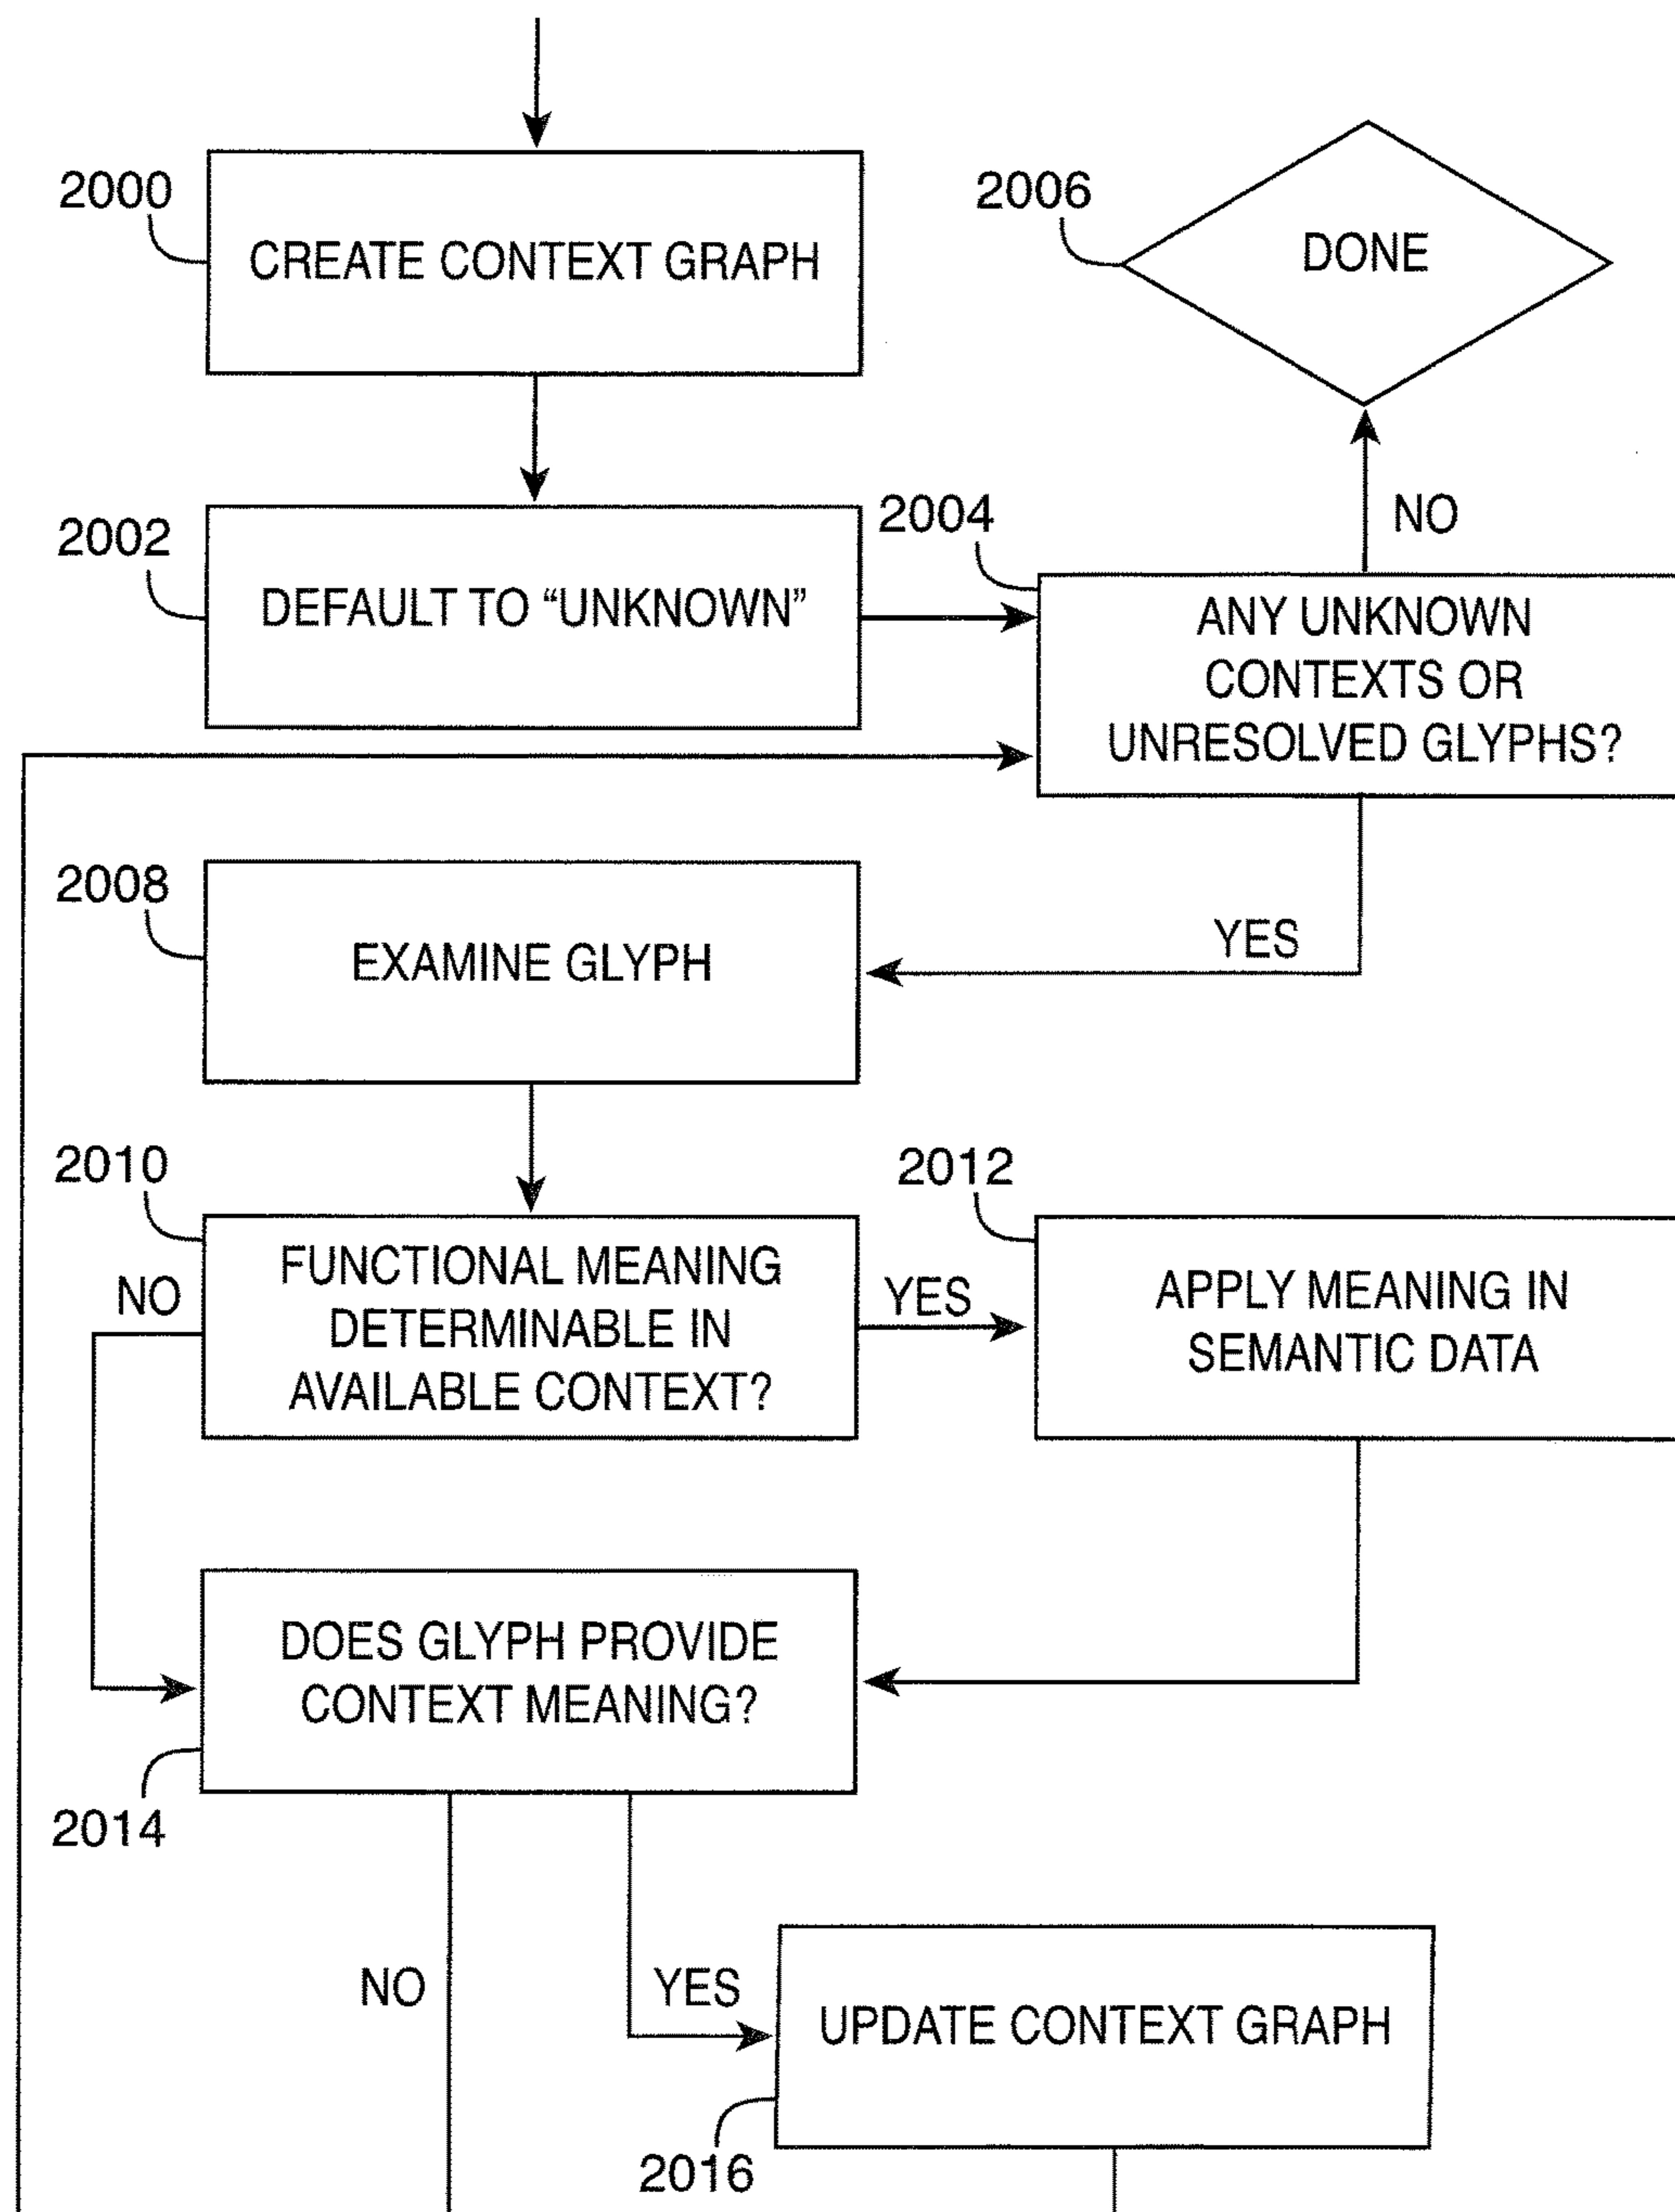 2000
CREATE CONTEXT GRAPH
2006
DONE
2002
DEFAULT TO “UNKNOWN”
2004
NO
ANY UNKNOWN
CONTEXTS OR
UNRESOLVED GLYPHS?
2008
EXAMINE GLYPH
YES
2010
NO
FUNCTIONAL MEANING
DETERMINABLE IN
AVAILABLE CONTEXT?
YES
2012
APPLY MEANING IN
SEMANTIC DATA
DOES GLYPH PROVIDE
CONTEXT MEANING?
2014
NO
YES
UPDATE CONTEXT GRAPH
2016